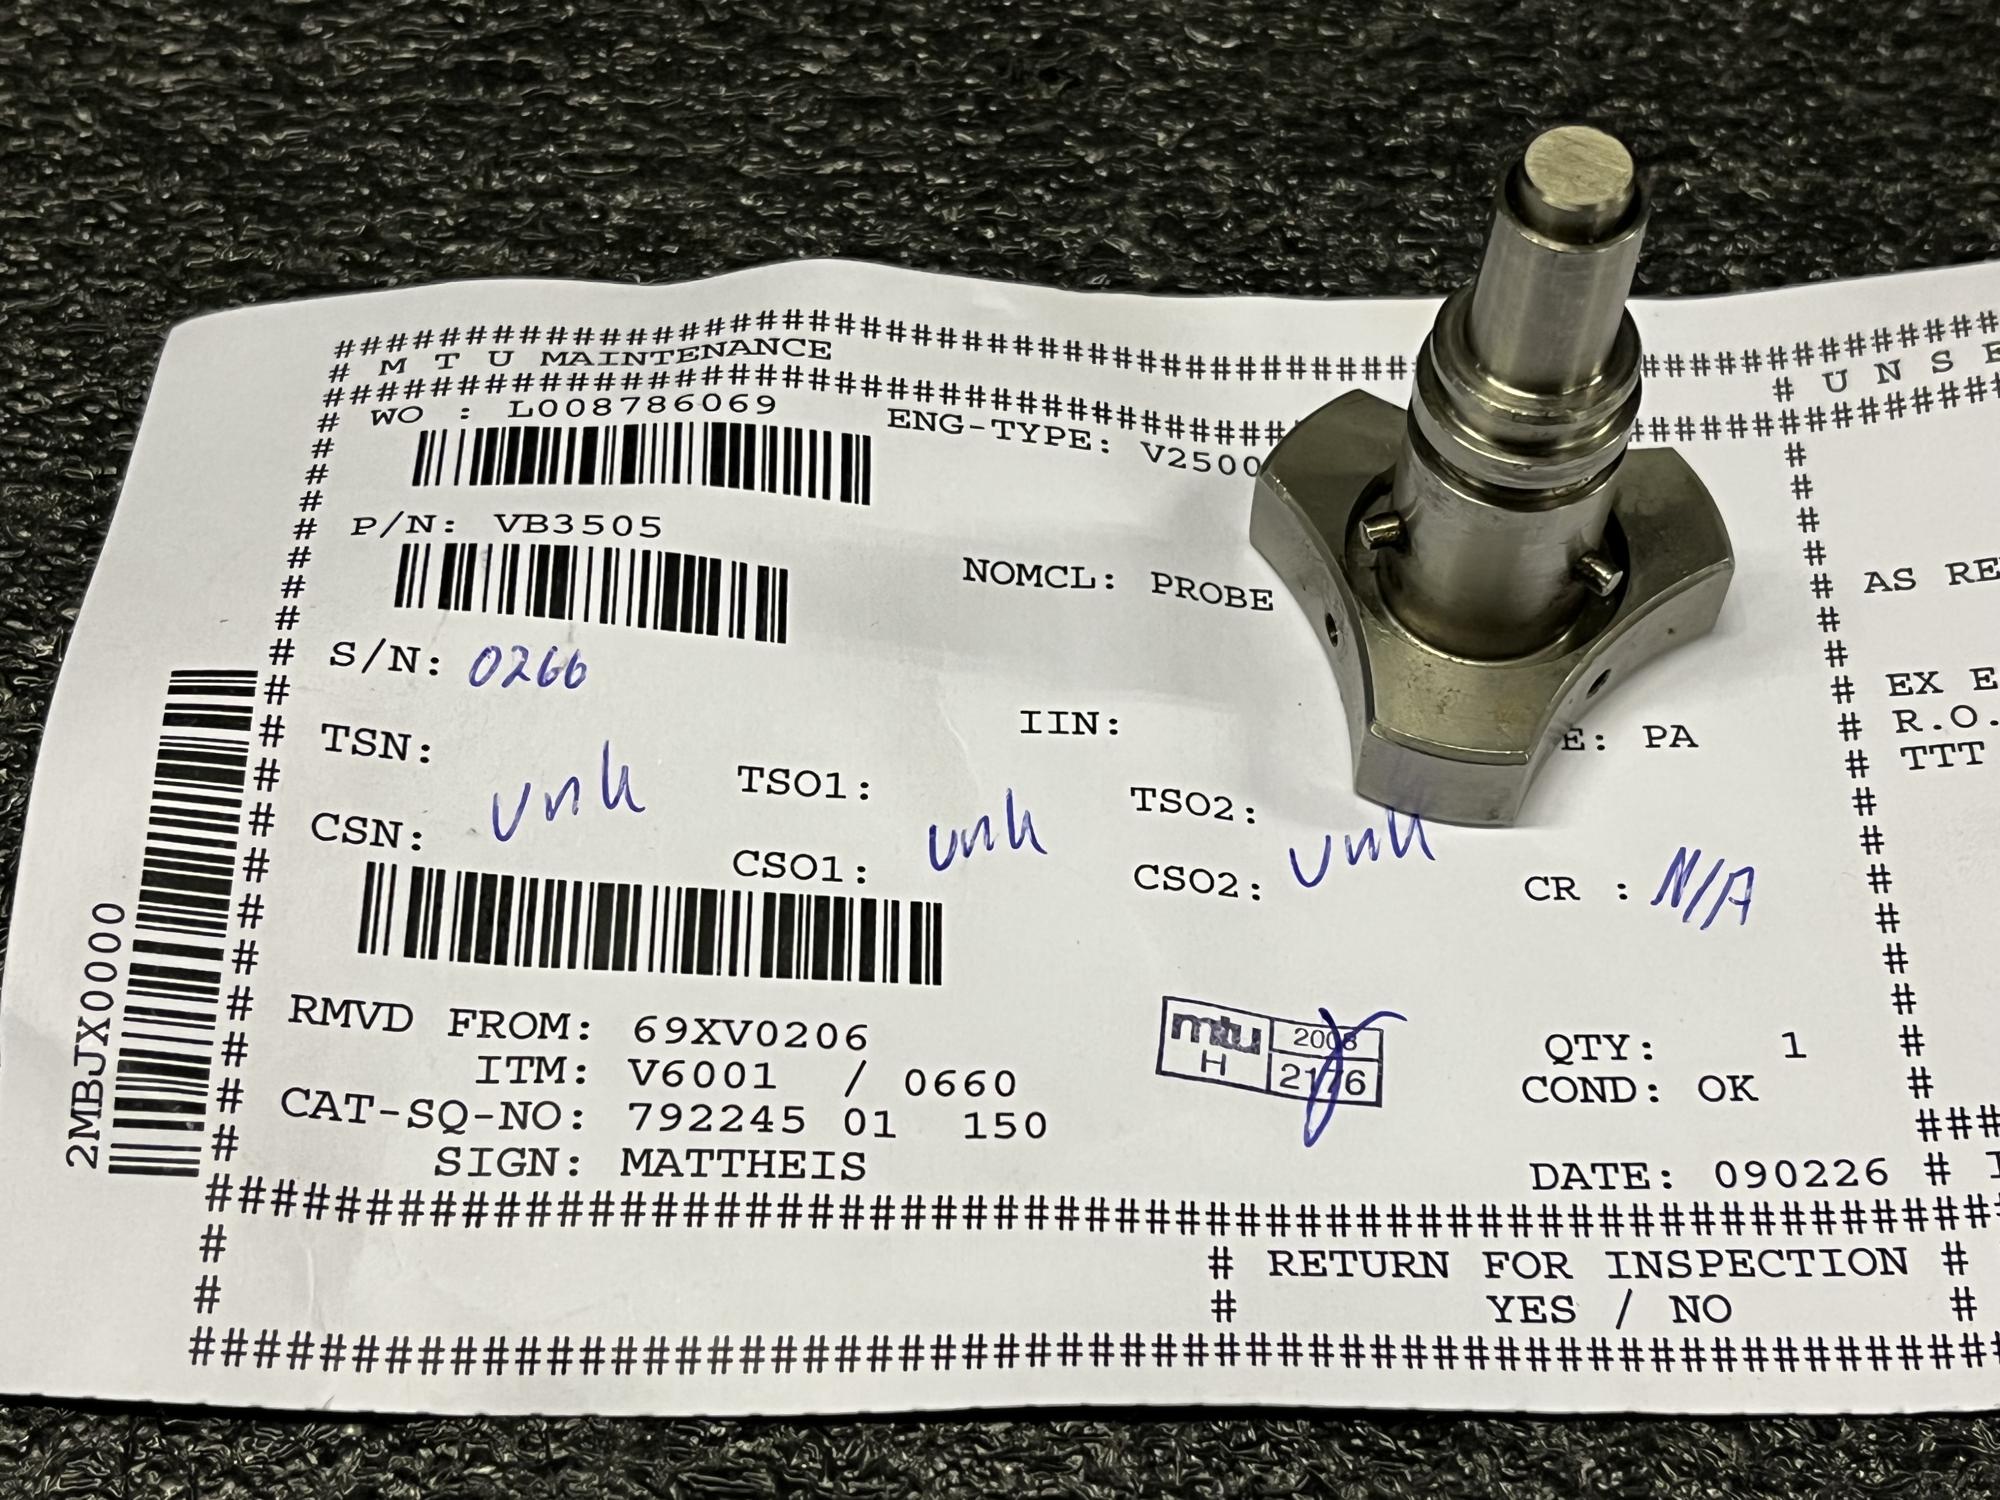 ##########################################
# M T U MAINTENANCE # U N S E
##########################################
# WO : L008786069 ENG-TYPE: V2500
P/N: VB3505
NOMCL: PROBE
# AS RE
S/N: 0266
# EX E
IIN: E: PA # R.O.
TSN: unk TSO1: unk TSO2: unk # TTT
CSN: CSO1: CSO2: CR : N/A
2MBJX0000
RMVD FROM: 69XV0206
mtu H 2176
QTY: 1
ITM: V6001 / 0660
COND: OK
CAT-SQ-NO: 792245 01 150
SIGN: MATTHEIS
DATE: 090226 #
##########################################
# RETURN FOR INSPECTION #
# YES / NO #
##########################################